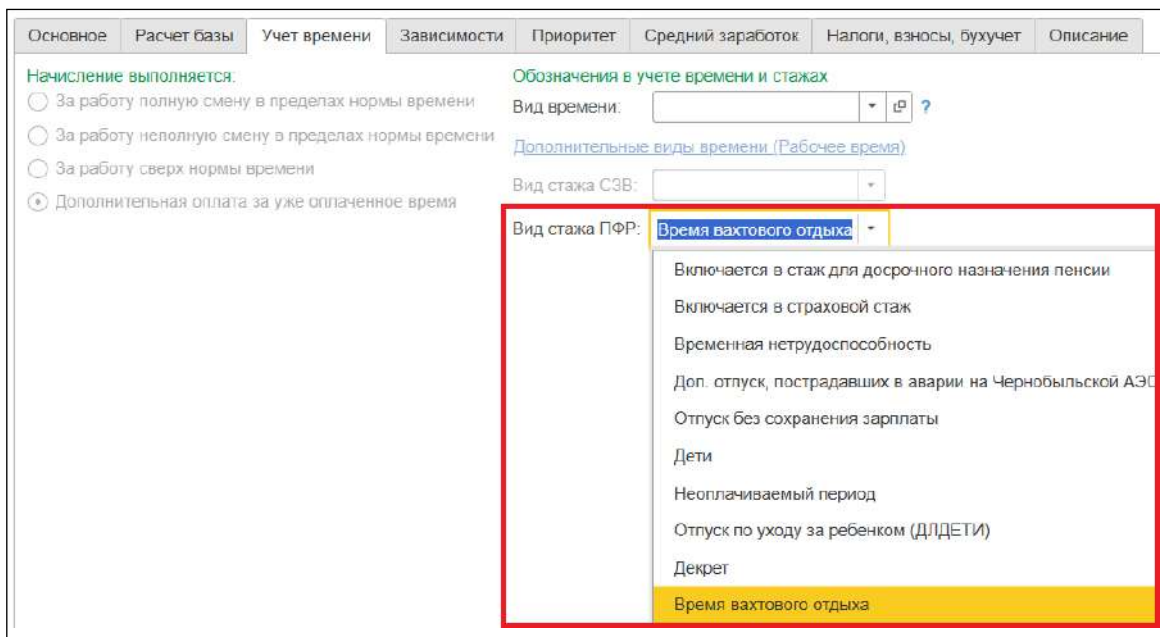 Основное Расчет базы Учет времени Зависимости Приоритет Средний заработок Налоги, взносы, бухучет Описание
Начисление выполняется:
За работу полную смену в пределах нормы времени
За работу неполную смену в пределах нормы времени
За работу сверх нормы времени
Дополнительная оплата за уже оплаченное время
Обозначения в учете времени и стажах
Вид времени: ?
Дополнительные виды времени (Рабочее время)
Вид стажа СЗВ:
Вид стажа ПФР: Время вахтового отдыха
Включается в стаж для досрочного назначения пенсии
Включается в страховой стаж
Временная нетрудоспособность
Доп. отпуск, пострадавших в аварии на Чернобыльской АЭС
Отпуск без сохранения зарплаты
Дети
Неоплачиваемый период
Отпуск по уходу за ребенком (ДЛДЕТИ)
Декрет
Время вахтового отдыха